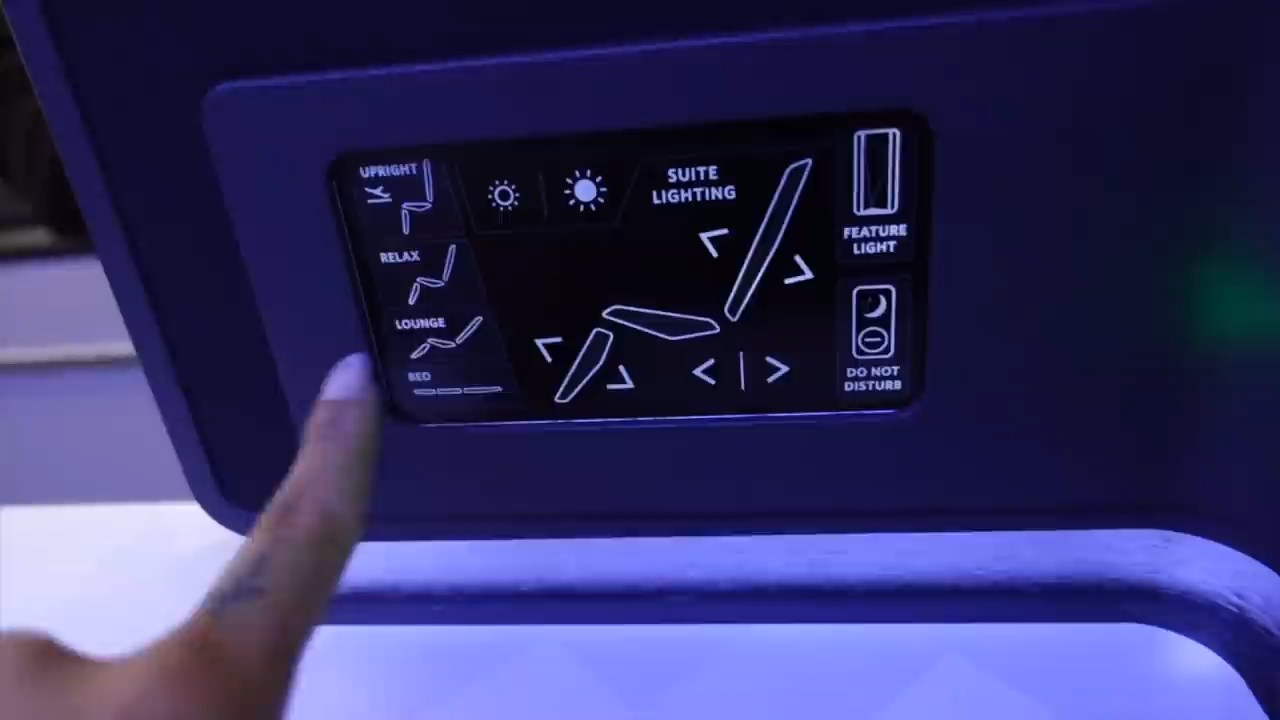 UPRIGHT
RELAX
LOUNGE
BED
SUITE
LIGHTING
FEATURE
LIGHT
DO NOT
DISTURB